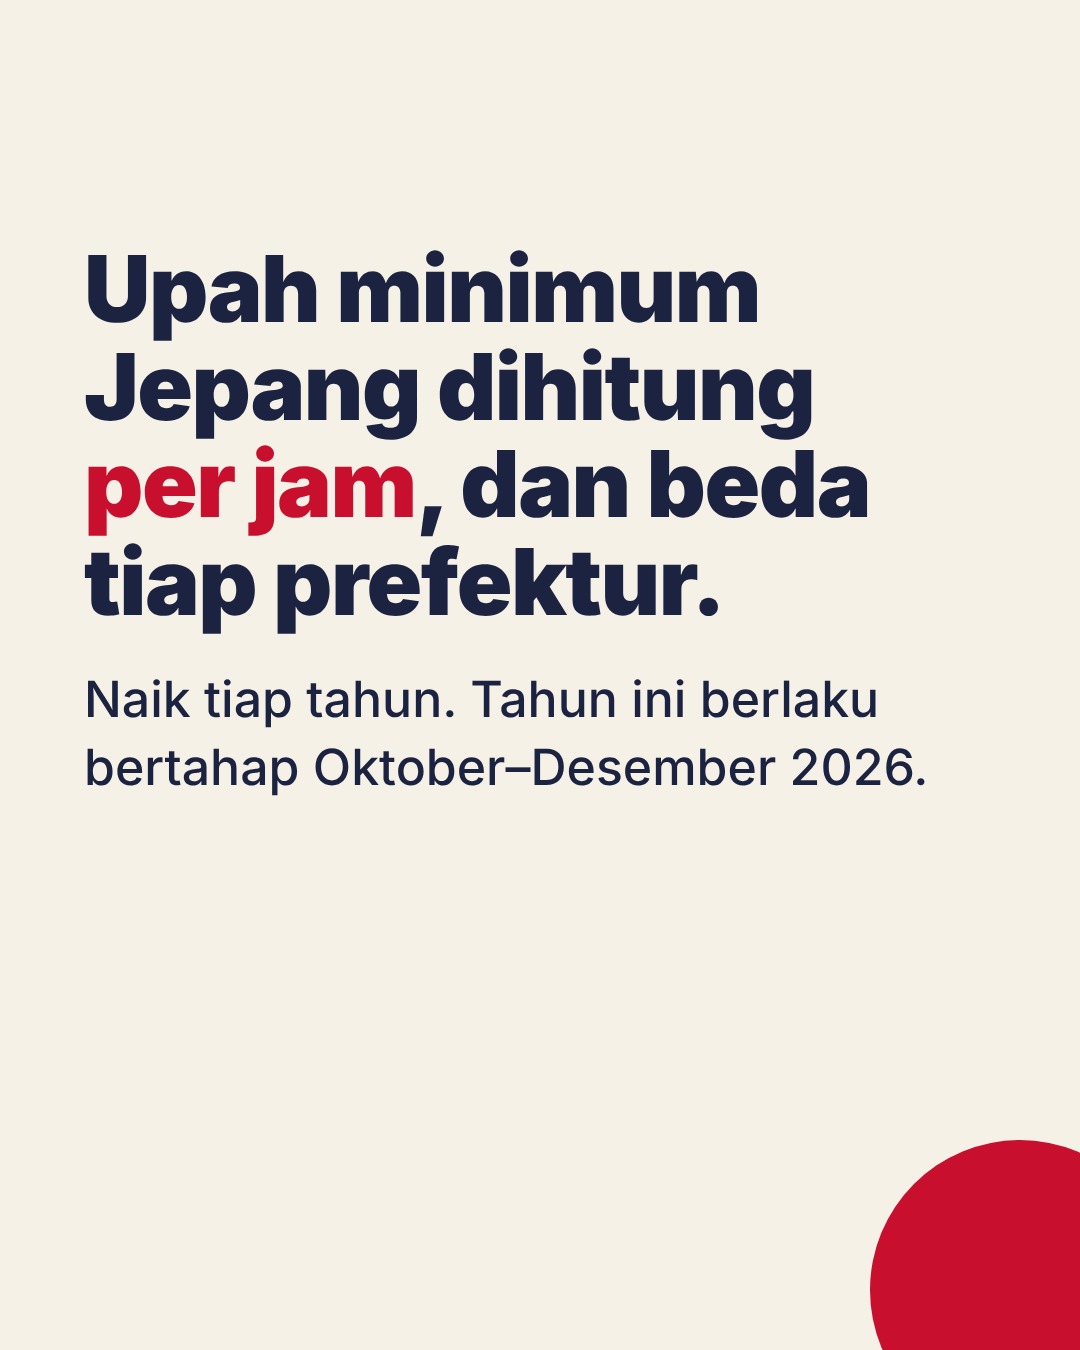 Upah minimum
Jepang dihitung
per jam, dan beda
tiap prefektur.
Naik tiap tahun. Tahun ini berlaku
bertahap Oktober–Desember 2026.